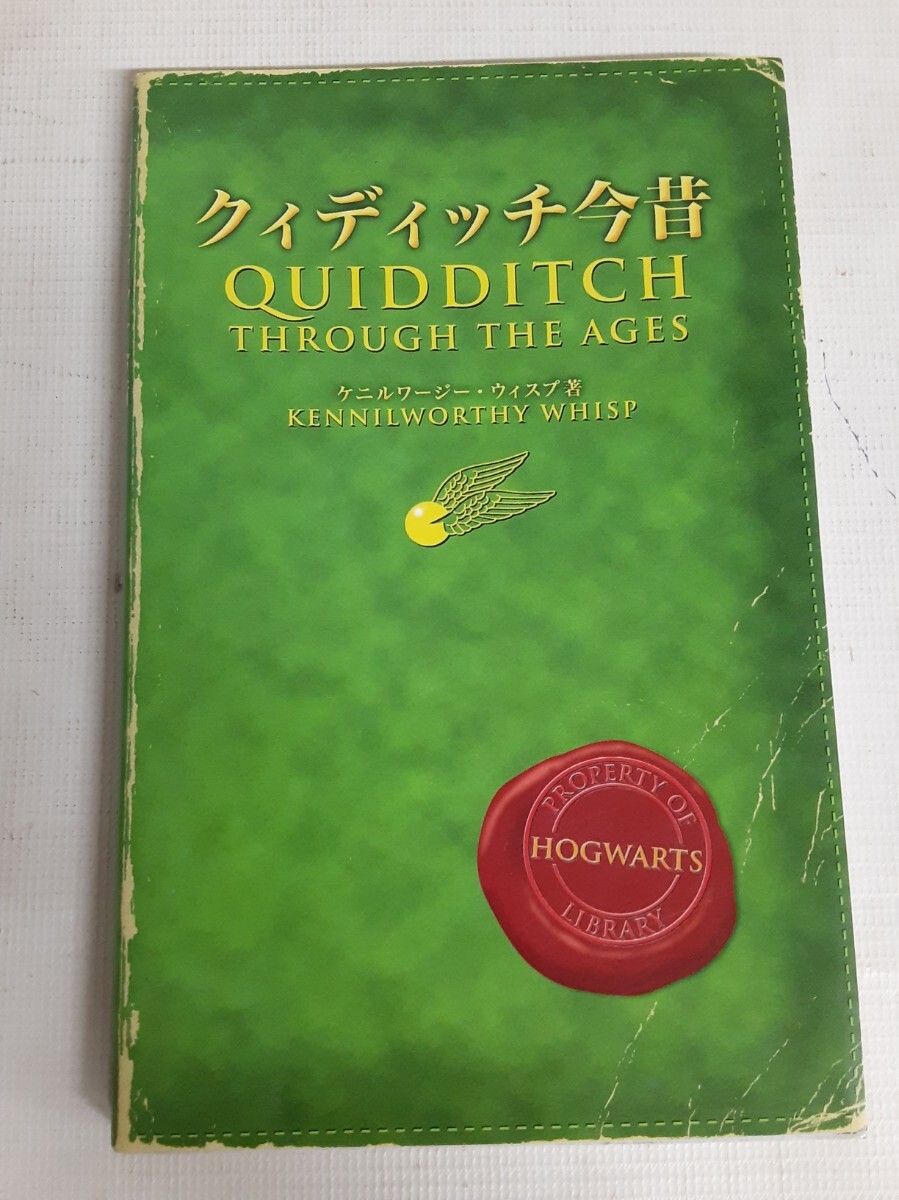 クィディッチ今昔
QUIDDITCH
THROUGH THE AGES
ケニルワージー・ウィスプ著
KENNILWORTHY WHISP
PROPERTY OF
HOGWARTS
LIBRARY